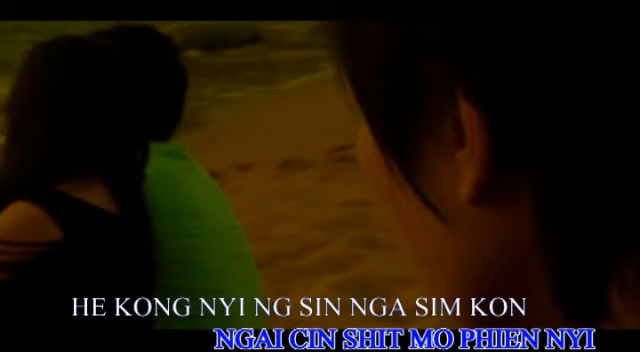 HE KONG NYI NG SIN NGA SIM KON
NGAI CIN SHIT MO PHIEN NYI